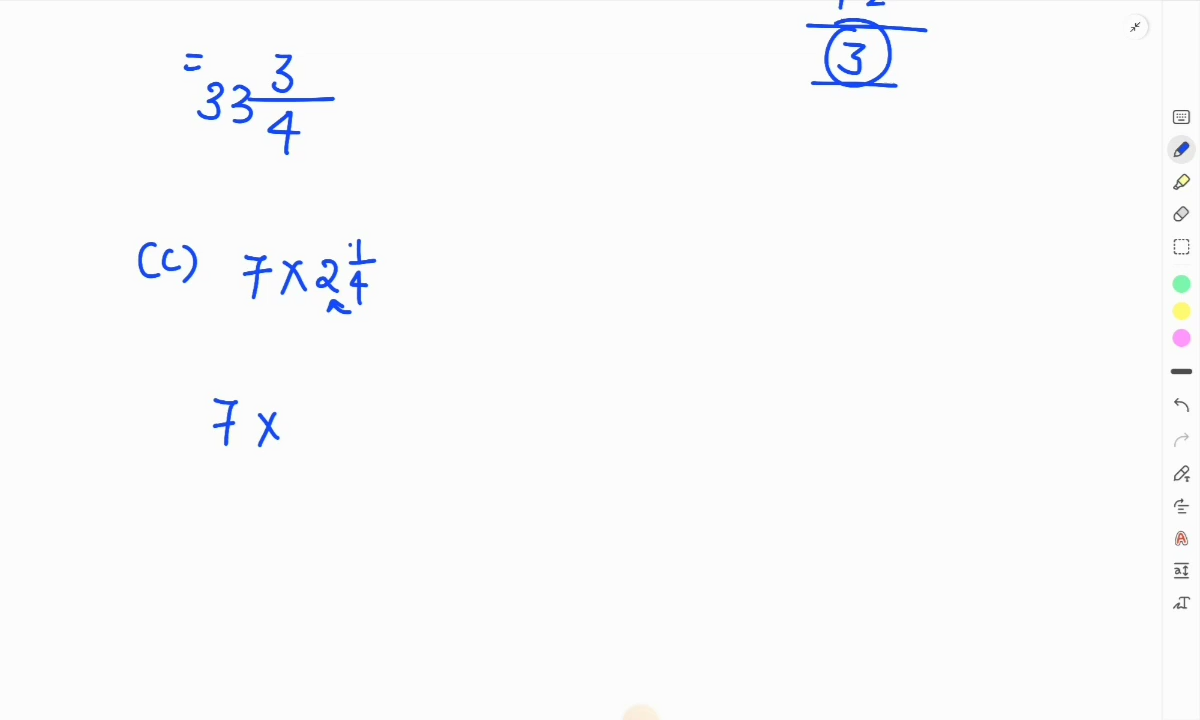 = 33 3/4
3
(c) 7 x 2 1/4
7 x